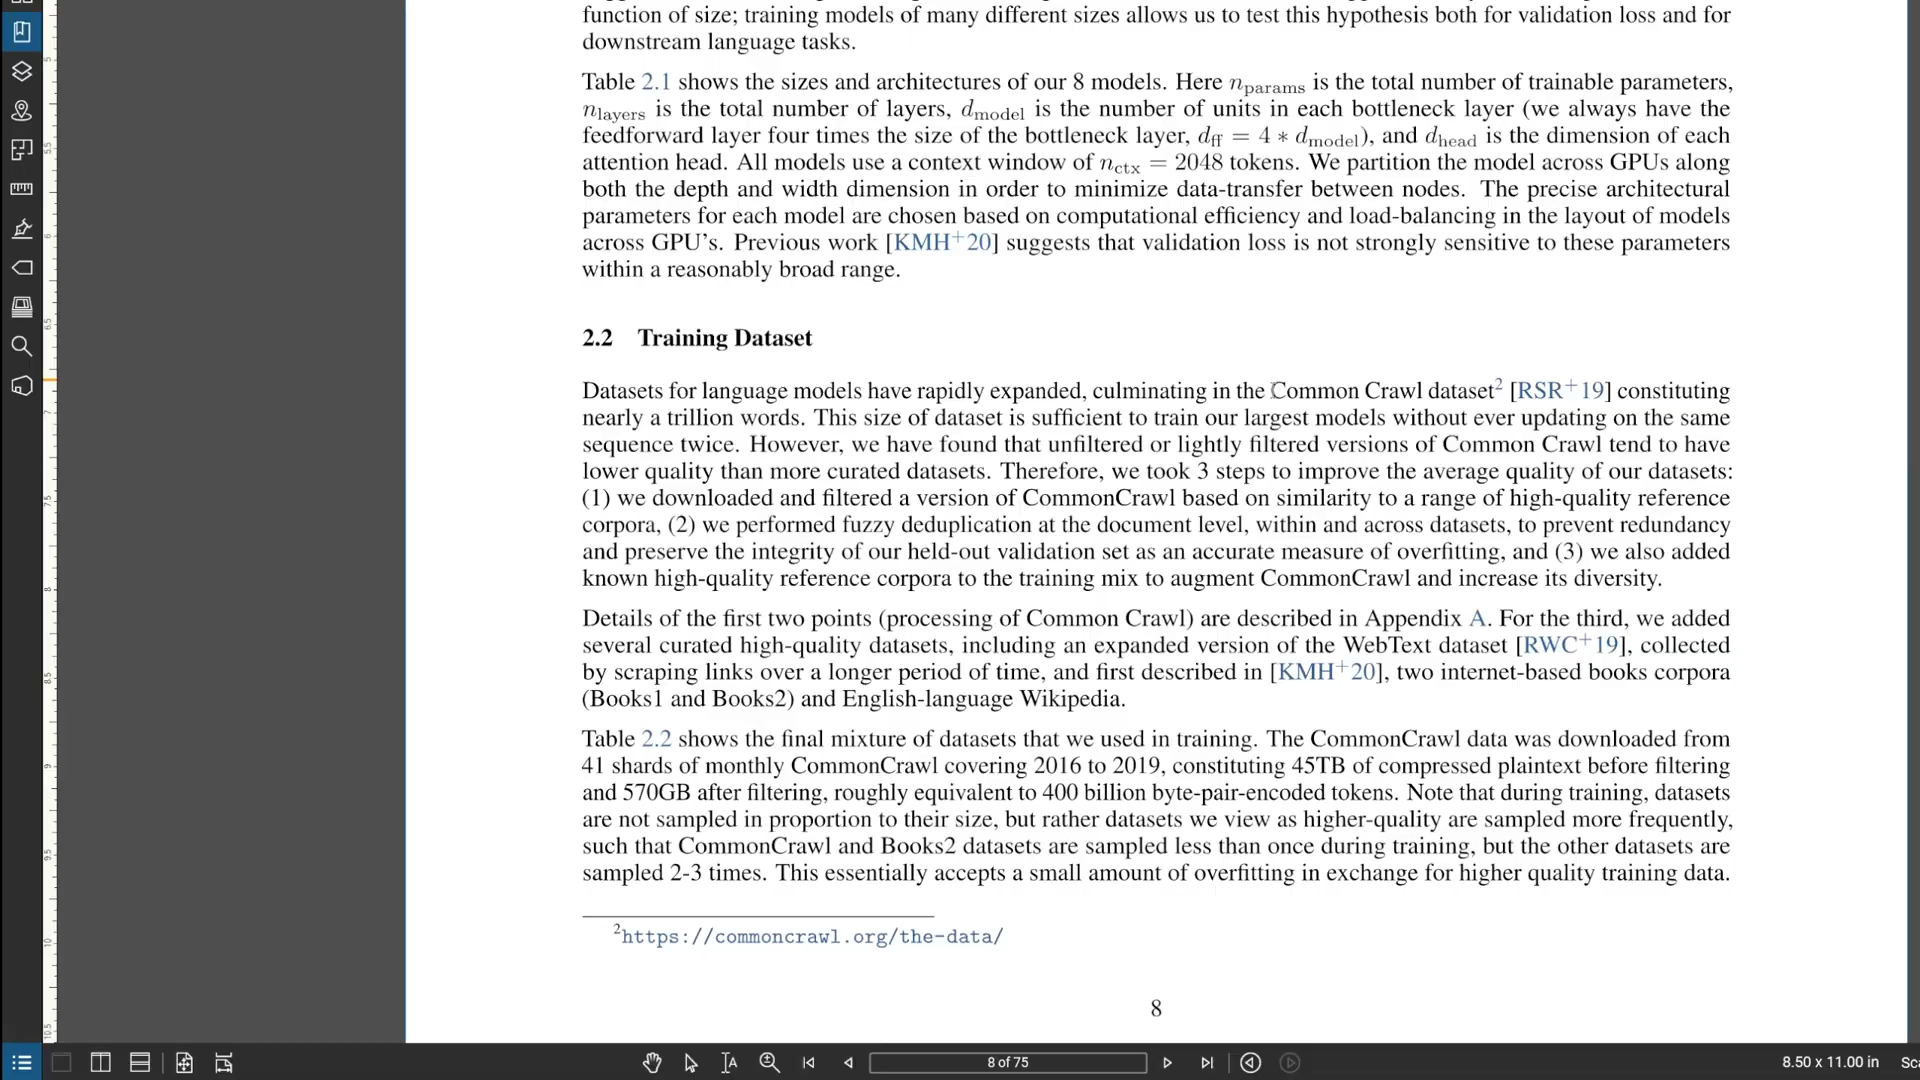 function of size; training models of many different sizes allows us to test this hypothesis both for validation loss and for
downstream language tasks.
Table 2.1 shows the sizes and architectures of our 8 models. Here n_params is the total number of trainable parameters,
n_layers is the total number of layers, d_model is the number of units in each bottleneck layer (we always have the
feedforward layer four times the size of the bottleneck layer, d_ff = 4 ∗ d_model), and d_head is the dimension of each
attention head. All models use a context window of n_ctx = 2048 tokens. We partition the model across GPUs along
both the depth and width dimension in order to minimize data-transfer between nodes. The precise architectural
parameters for each model are chosen based on computational efficiency and load-balancing in the layout of models
across GPU's. Previous work [KMH+20] suggests that validation loss is not strongly sensitive to these parameters
within a reasonably broad range.
2.2 Training Dataset
Datasets for language models have rapidly expanded, culminating in the Common Crawl dataset² [RSR+19] constituting
nearly a trillion words. This size of dataset is sufficient to train our largest models without ever updating on the same
sequence twice. However, we have found that unfiltered or lightly filtered versions of Common Crawl tend to have
lower quality than more curated datasets. Therefore, we took 3 steps to improve the average quality of our datasets:
(1) we downloaded and filtered a version of CommonCrawl based on similarity to a range of high-quality reference
corpora, (2) we performed fuzzy deduplication at the document level, within and across datasets, to prevent redundancy
and preserve the integrity of our held-out validation set as an accurate measure of overfitting, and (3) we also added
known high-quality reference corpora to the training mix to augment CommonCrawl and increase its diversity.
Details of the first two points (processing of Common Crawl) are described in Appendix A. For the third, we added
several curated high-quality datasets, including an expanded version of the WebText dataset [RWC+19], collected
by scraping links over a longer period of time, and first described in [KMH+20], two internet-based books corpora
(Books1 and Books2) and English-language Wikipedia.
Table 2.2 shows the final mixture of datasets that we used in training. The CommonCrawl data was downloaded from
41 shards of monthly CommonCrawl covering 2016 to 2019, constituting 45TB of compressed plaintext before filtering
and 570GB after filtering, roughly equivalent to 400 billion byte-pair-encoded tokens. Note that during training, datasets
are not sampled in proportion to their size, but rather datasets we view as higher-quality are sampled more frequently,
such that CommonCrawl and Books2 datasets are sampled less than once during training, but the other datasets are
sampled 2-3 times. This essentially accepts a small amount of overfitting in exchange for higher quality training data.
²https://commoncrawl.org/the-data/
8
8 of 75
8.50 x 11.00 in